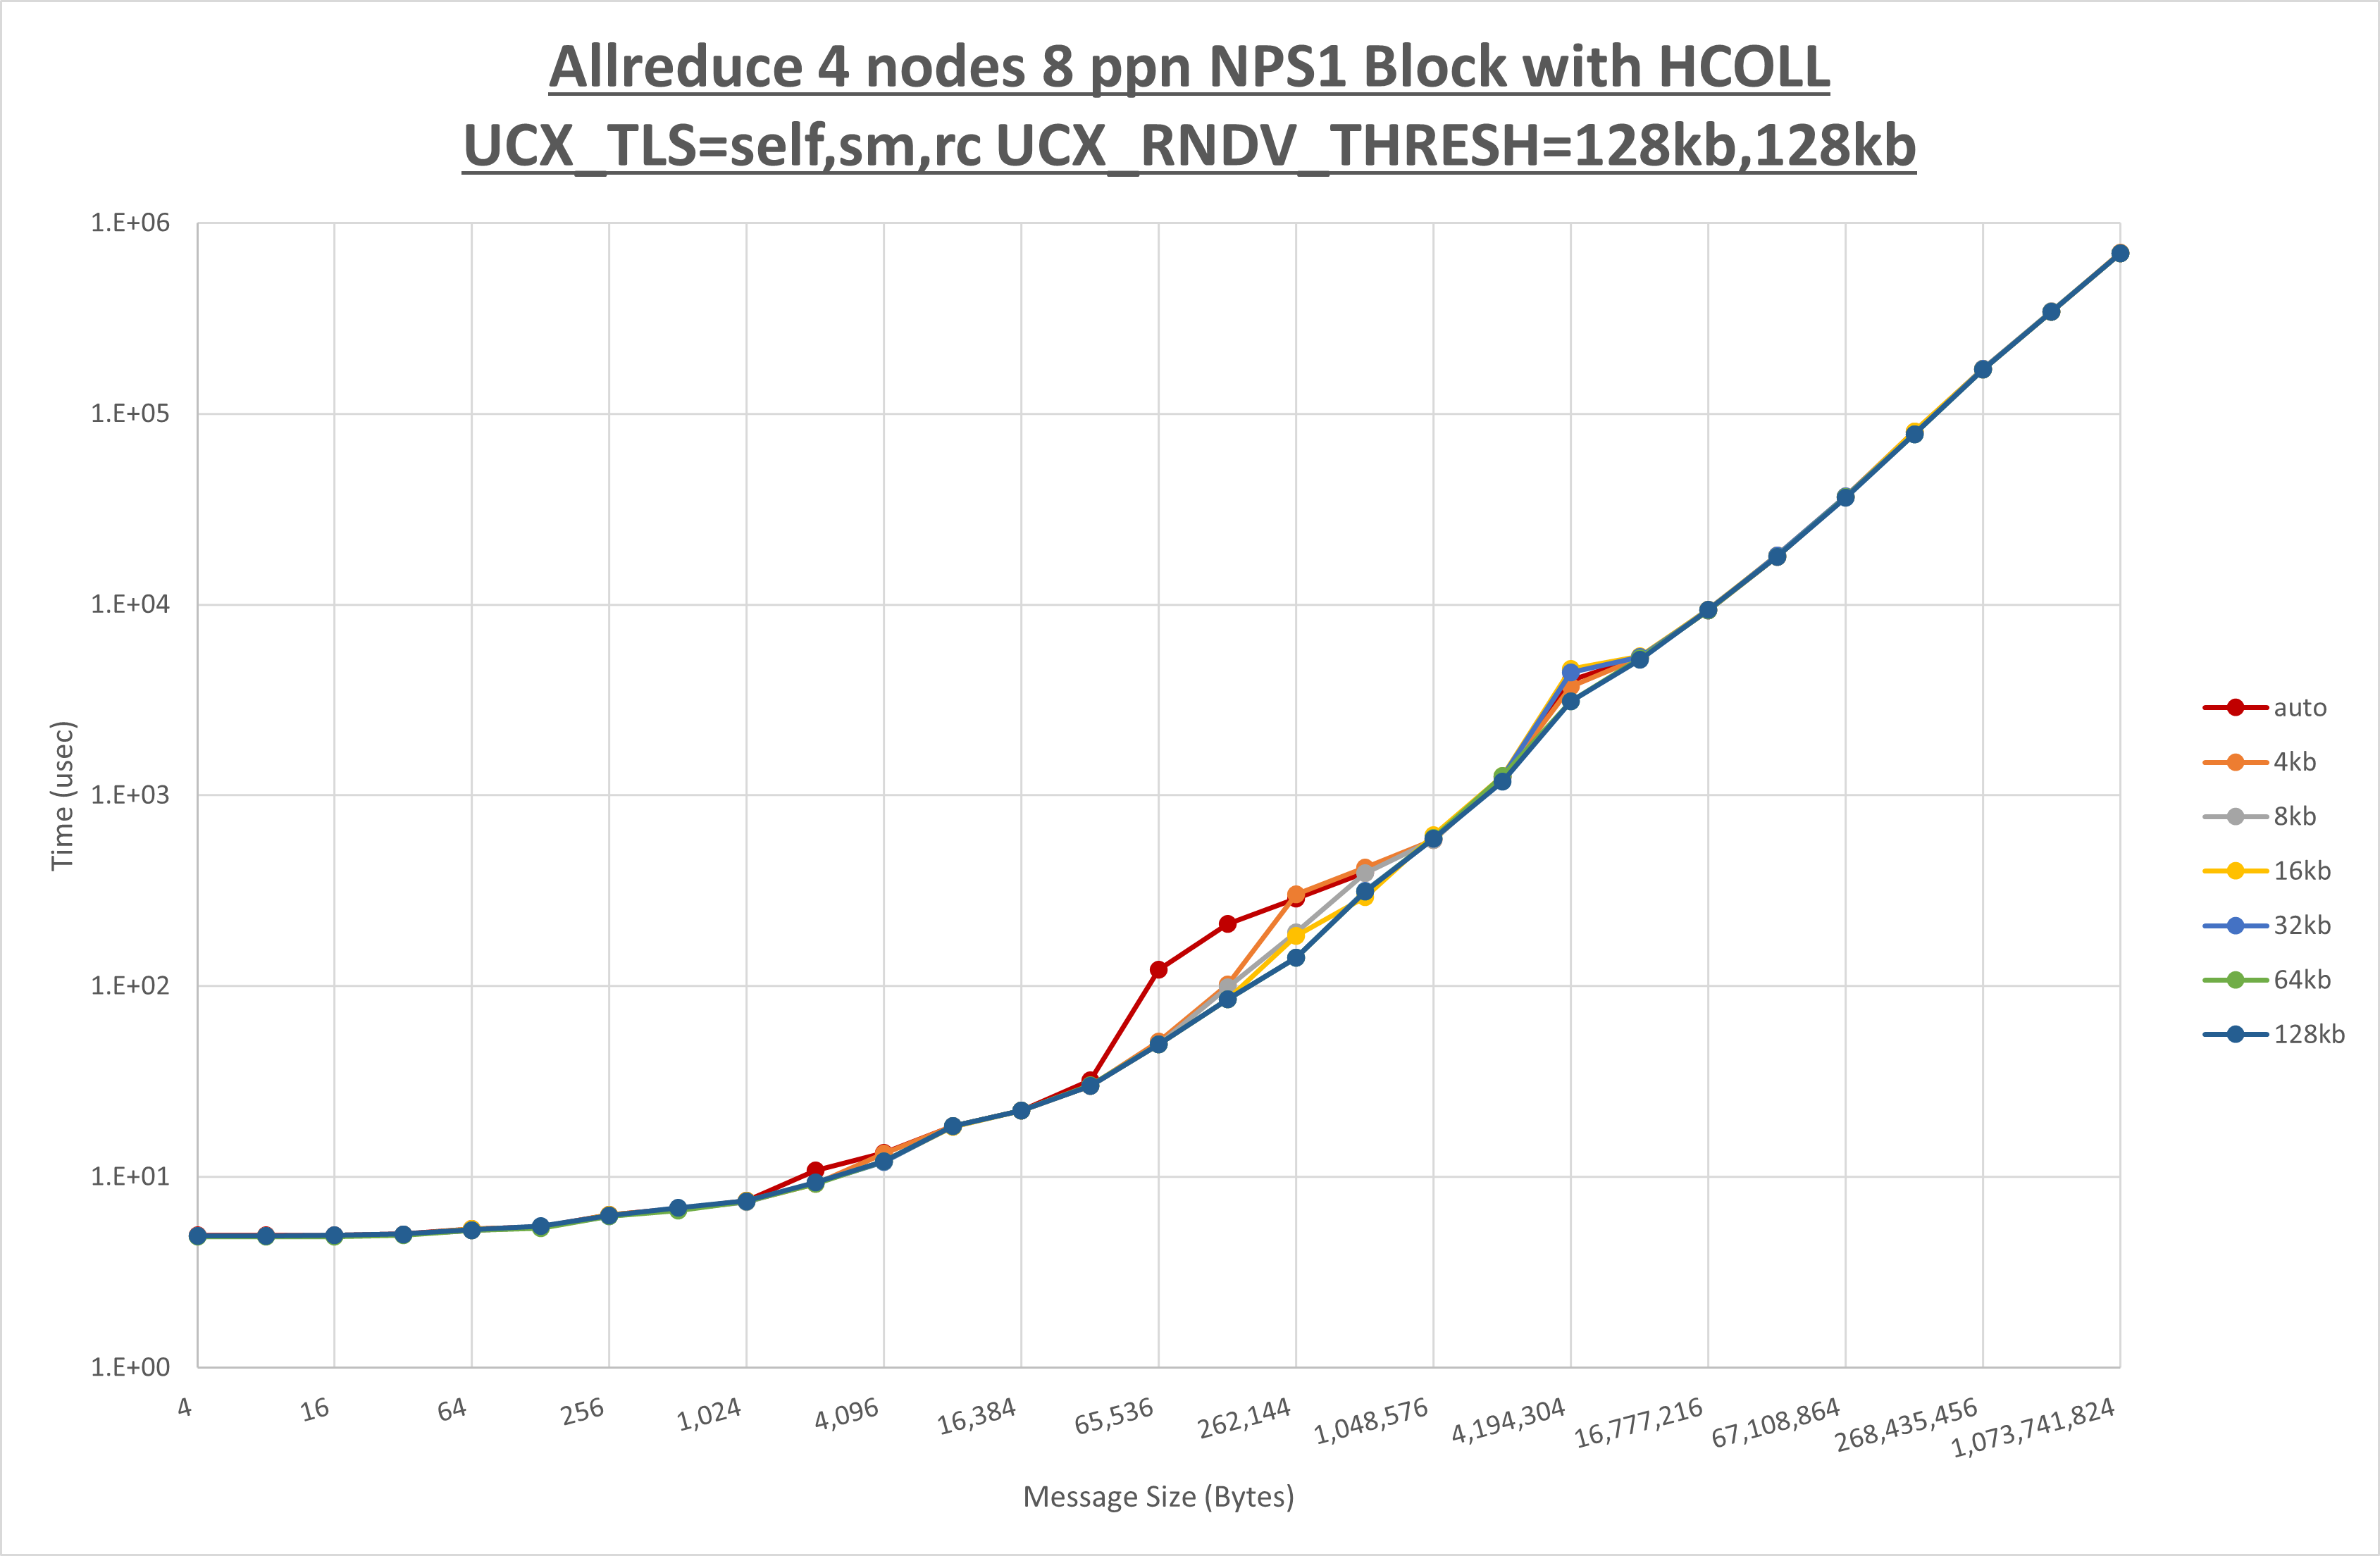 Allreduce 4 nodes 8 ppn NPS1 Block with HCOLL
UCX_TLS=self,sm,rc UCX_RNDV_THRESH=128kb,128kb
1.E+06
1.E+05
1.E+04
1.E+03
1.E+02
1.E+01
1.E+00
Time (usec)
4
16
64
256
1,024
4,096
16,384
65,536
262,144
1,048,576
4,194,304
16,777,216
67,108,864
268,435,456
1,073,741,824
Message Size (Bytes)
auto
4kb
8kb
16kb
32kb
64kb
128kb